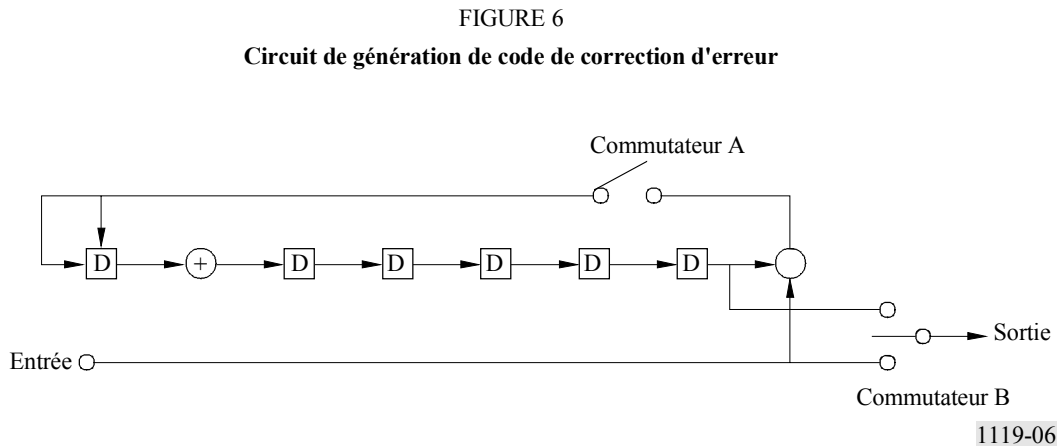 FIGURE 6
Circuit de génération de code de correction d'erreur
Commutateur A
D + D D D D D
Sortie
Entrée
Commutateur B
1119-06